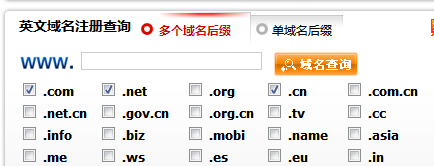 英文域名注册查询 多个域名后缀 单域名后缀
www. 域名查询
.com .net .org .cn .com.cn
.net.cn .gov.cn .org.cn .tv .cc
.info .biz .mobi .name .asia
.me .ws .es .eu .in